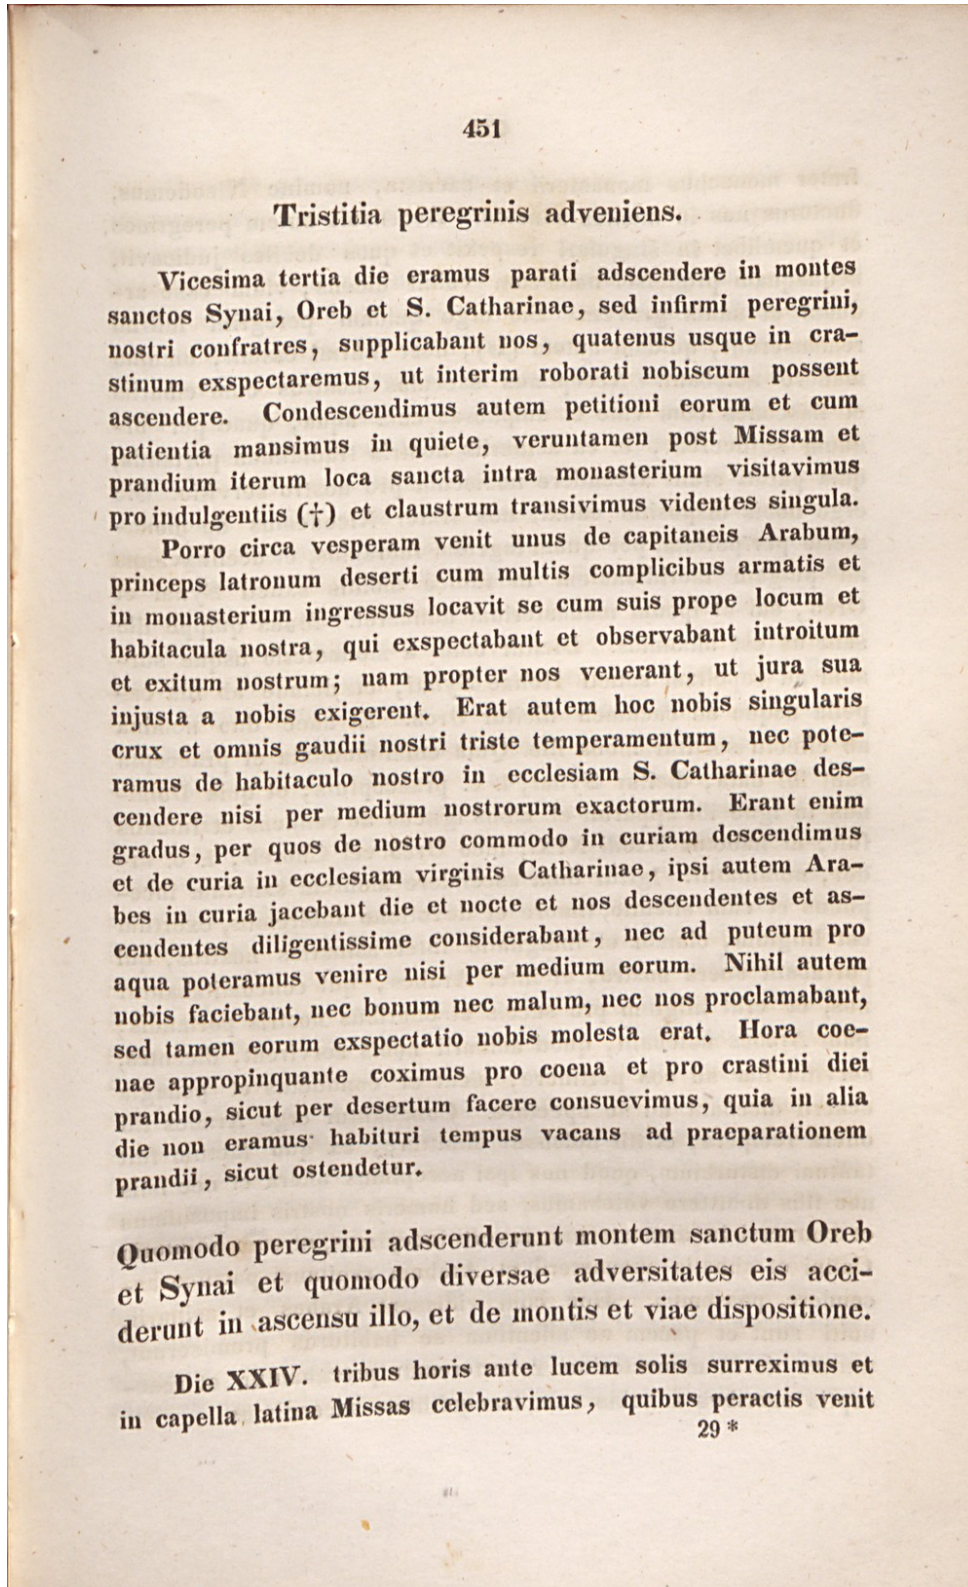 451
Tristitia peregrinis adveniens.
Vicesima tertia die eramus parati adscendere in montes
sanctos Synai, Oreb et S. Catharinae, sed infirmi peregrini,
nostri confratres, supplicabant nos, quatenus usque in cra-
stinum exspectaremus, ut interim roborati nobiscum possent
ascendere. Condescendimus autem petitioni eorum et cum
patientia mansimus in quiete, veruntamen post Missam et
prandium iterum loca sancta intra monasterium visitavimus
pro indulgentiis (†) et claustrum transivimus videntes singula.
Porro circa vesperam venit unus de capitaneis Arabum,
princeps latronum deserti cum multis complicibus armatis et
in monasterium ingressus locavit se cum suis prope locum et
habitacula nostra, qui exspectabant et observabant introitum
et exitum nostrum; nam propter nos venerant, ut jura sua
injusta a nobis exigerent. Erat autem hoc nobis singularis
crux et omnis gaudii nostri triste temperamentum, nec pote-
ramus de habitaculo nostro in ecclesiam S. Catharinae des-
cendere nisi per medium nostrorum exactorum. Erant enim
gradus, per quos de nostro commodo in curiam descendimus
et de curia in ecclesiam virginis Catharinae, ipsi autem Ara-
bes in curia jacebant die et nocte et nos descendentes et as-
cendentes diligentissime considerabant, nec ad puteum pro
aqua poteramus venire nisi per medium eorum. Nihil autem
nobis faciebant, nec bonum nec malum, nec nos proclamabant,
sed tamen eorum exspectatio nobis molesta erat. Hora coe-
nae appropinquante coximus pro coena et pro crastini diei
prandio, sicut per desertum facere consuevimus, quia in alia
die non eramus habituri tempus vacans ad praeparationem
prandii, sicut ostendetur.
Quomodo peregrini adscenderunt montem sanctum Oreb
et Synai et quomodo diversae adversitates eis acci-
derunt in ascensu illo, et de montis et viae dispositione.
Die XXIV. tribus horis ante lucem solis surreximus et
in capella latina Missas celebravimus, quibus peractis venit
29 *